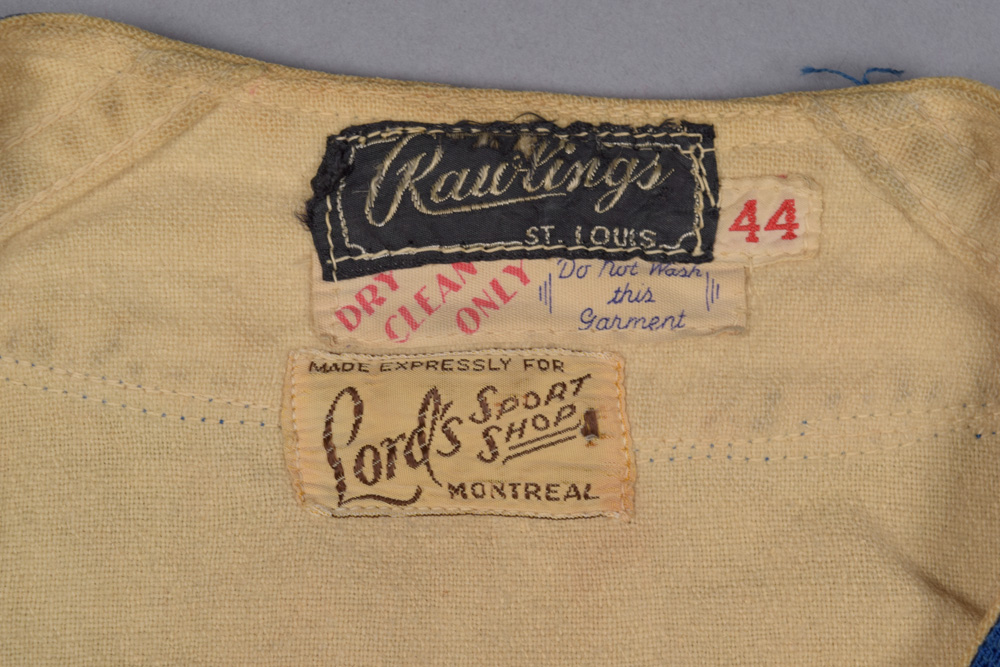 Rawlings
ST. LOUIS
44
DRY
CLEAN
ONLY
Do not Wash
this
Garment
MADE EXPRESSLY FOR
Lord's SPORT
SHOP
MONTREAL